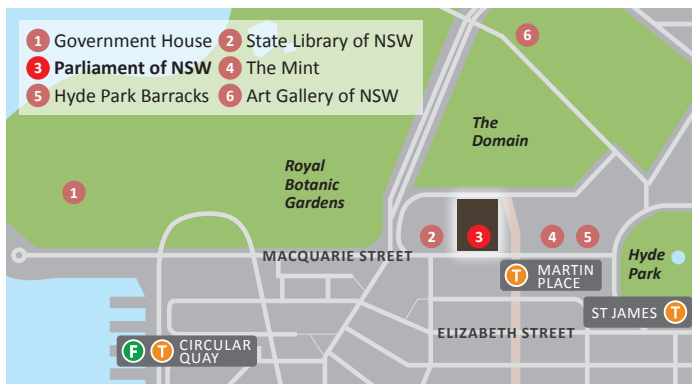 1 Government House 2 State Library of NSW
3 Parliament of NSW 4 The Mint
5 Hyde Park Barracks 6 Art Gallery of NSW
6
The
Domain
Royal
Botanic
Gardens
1
2
3
4
5
MACQUARIE STREET
Hyde
Park
T MARTIN
PLACE
ST JAMES T
ELIZABETH STREET
F T CIRCULAR
QUAY